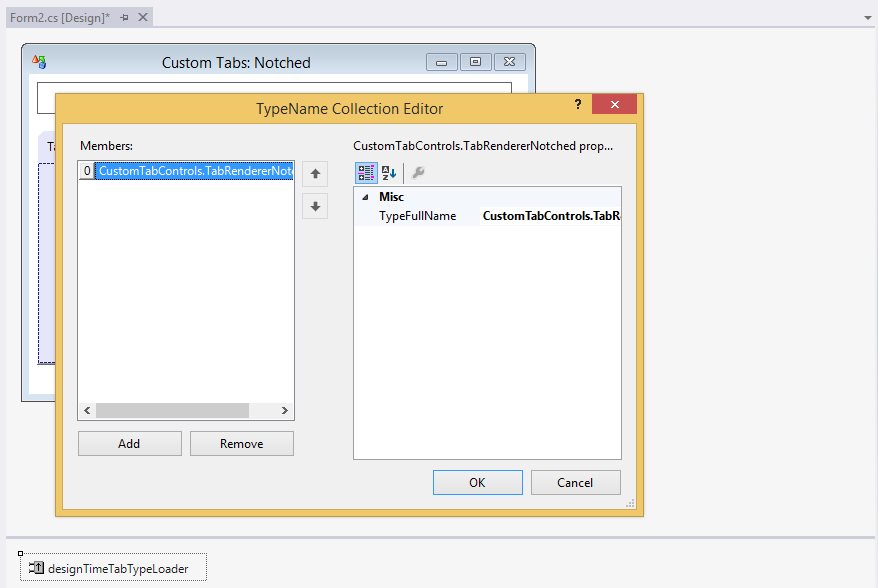 Form2.cs [Design]*
Custom Tabs: Notched
TypeName Collection Editor
?
Members:
CustomTabControls.TabRendererNotched prop...
0 CustomTabControls.TabRendererNot
Misc
TypeFullName CustomTabControls.TabR
Add
Remove
OK
Cancel
designTimeTabTypeLoader